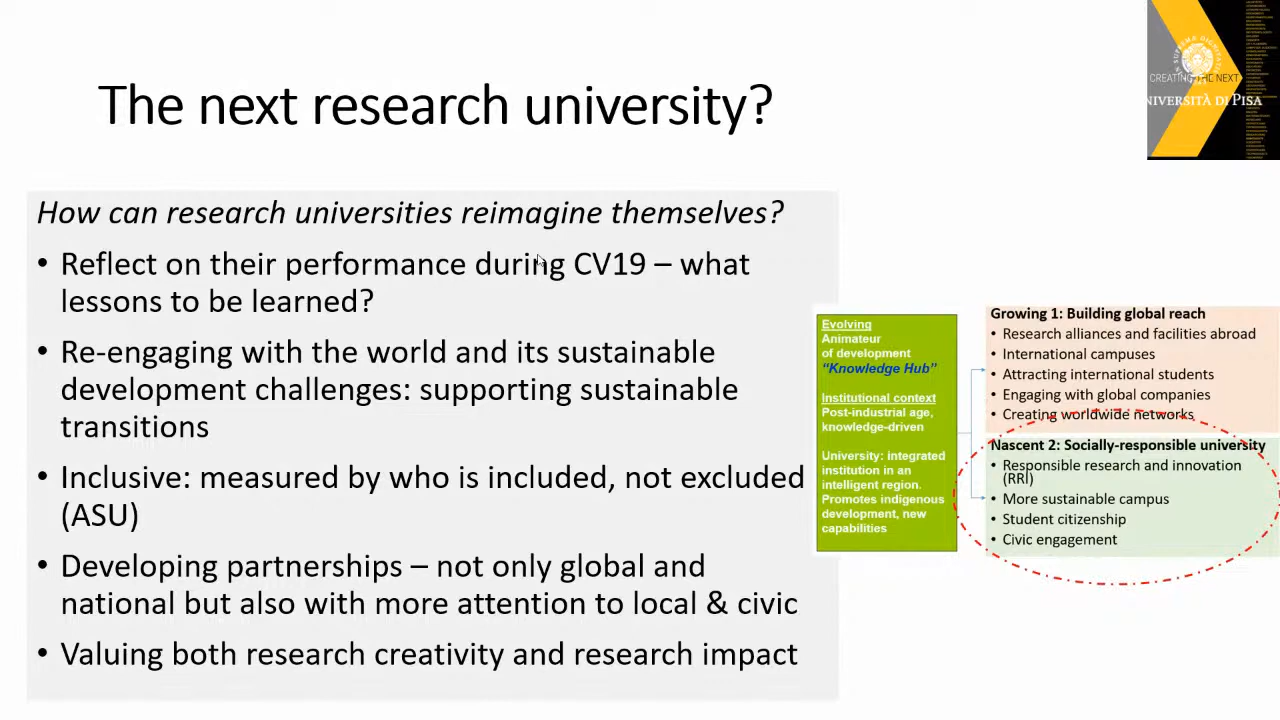 The next research university?
CREATING THE NEXT
UNIVERSITÀ DI PISA
How can research universities reimagine themselves?
• Reflect on their performance during CV19 – what
lessons to be learned?
• Re-engaging with the world and its sustainable
development challenges: supporting sustainable
transitions
• Inclusive: measured by who is included, not excluded
(ASU)
• Developing partnerships – not only global and
national but also with more attention to local & civic
• Valuing both research creativity and research impact
Evolving
Animateur
of development
“Knowledge Hub”
Institutional context
Post-industrial age,
knowledge-driven
University: integrated
institution in an
intelligent region.
Promotes indigenous
development, new
capabilities
Growing 1: Building global reach
• Research alliances and facilities abroad
• International campuses
• Attracting international students
• Engaging with global companies
• Creating worldwide networks
Nascent 2: Socially-responsible university
• Responsible research and innovation
(RRI)
• More sustainable campus
• Student citizenship
• Civic engagement